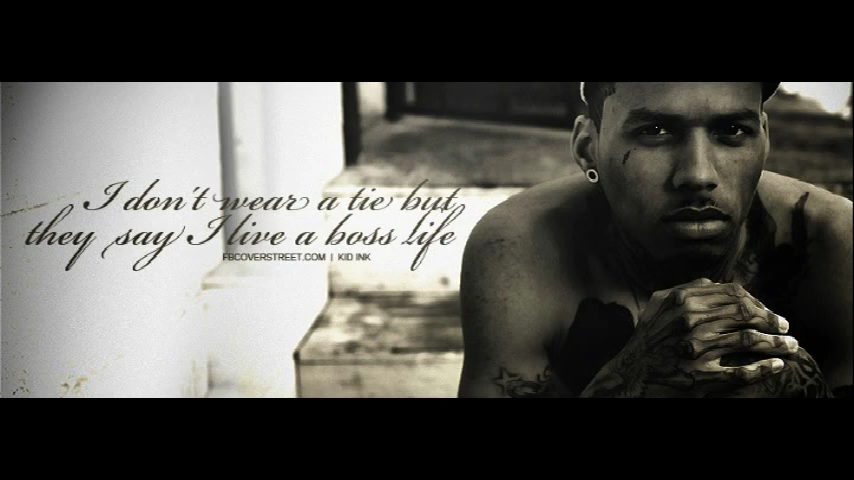 I don't wear a tie but
they say I live a boss life
FBCOVERSTREET.COM | KID INK